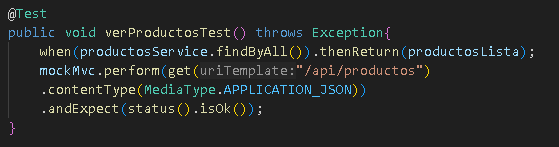 @Test
public void verProductosTest() throws Exception{
when(productosService.findByAll()).thenReturn(productosLista);
mockMvc.perform(get(uriTemplate:"/api/productos")
.contentType(MediaType.APPLICATION_JSON))
.andExpect(status().isOk());
}